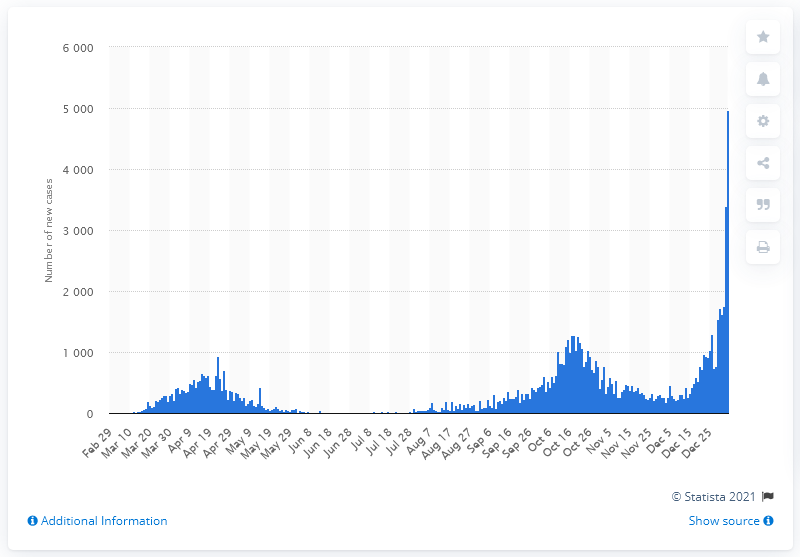 6 000
5 000
4 000
3 000
2 000
1 000
0
Number of new cases
Feb 29
Mar 10
Mar 20
Mar 30
Apr 9
Apr 19
Apr 29
May 9
May 19
May 29
Jun 8
Jun 18
Jun 28
Jul 8
Jul 18
Jul 28
Aug 7
Aug 17
Aug 27
Sep 6
Sep 16
Sep 26
Oct 6
Oct 16
Oct 26
Nov 5
Nov 15
Nov 25
Dec 5
Dec 15
Dec 25
© Statista 2021
Additional Information
Show source